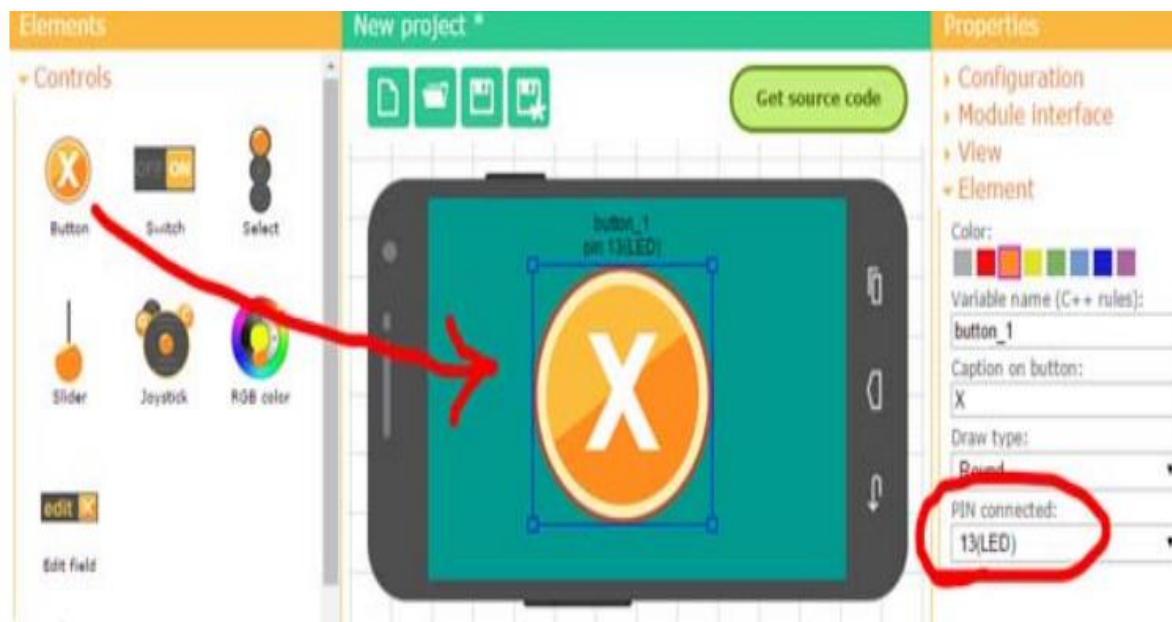 Elements
Controls
X
Button
OFF ON
Switch
Select
Slider
Joystick
RGB color
edit X
Edit field
New project *
Get source code
button_1
pin 13(LED)
X
Properties
Configuration
Module interface
View
Element
Color:
Variable name (C++ rules):
button_1
Caption on button:
X
Draw type:
Round
PIN connected:
13(LED)